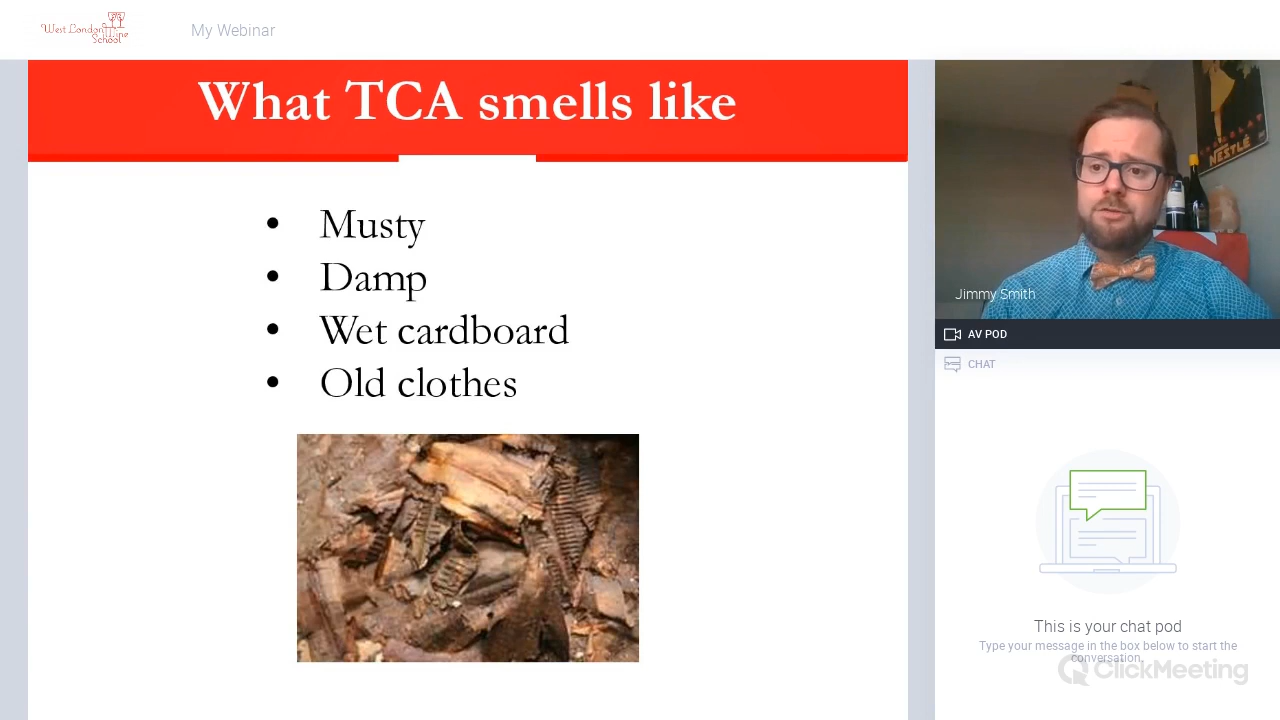 West London Wine School
My Webinar
What TCA smells like
• Musty
• Damp
• Wet cardboard
• Old clothes
NESTLÉ
Jimmy Smith
AV POD
CHAT
This is your chat pod
Type your message in the box below to start the
conversation.
ClickMeeting